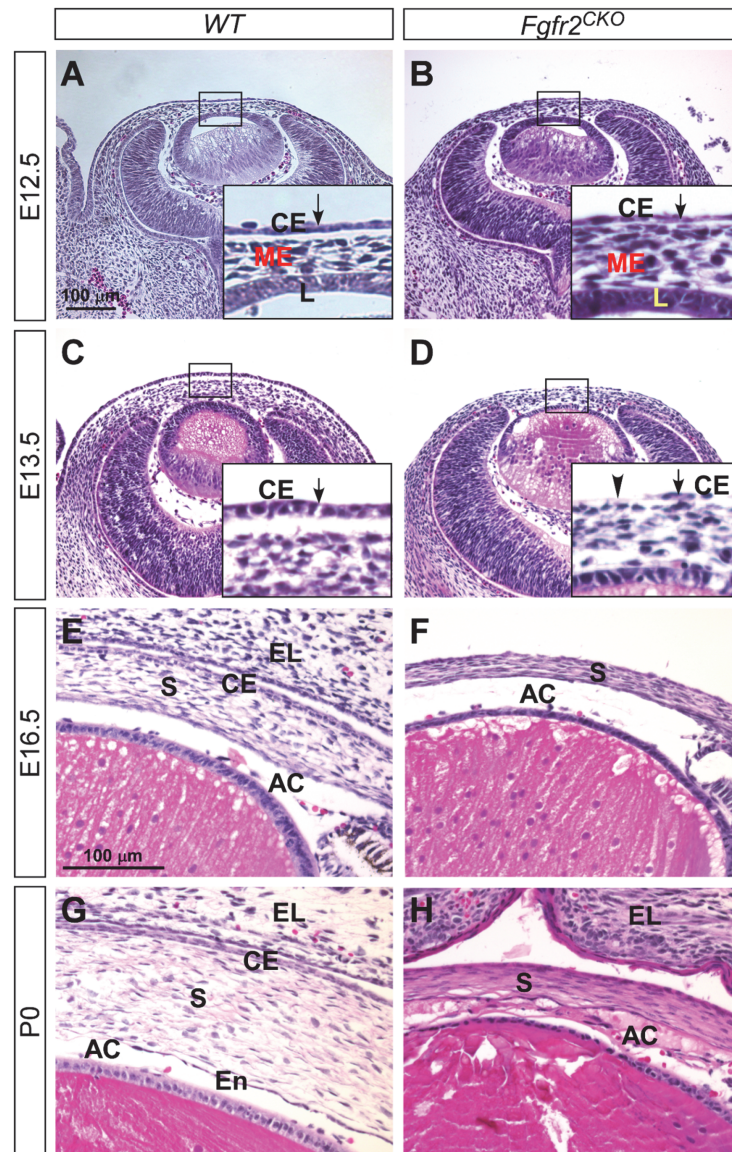 WT Fgfr2CKO
E12.5
A B
CE CE
ME ME
L L
100 µm
E13.5
C D
CE CE
E16.5
E F
EL
S CE S
AC AC
100 µm
P0
G H
EL EL
CE
S S
AC AC
En